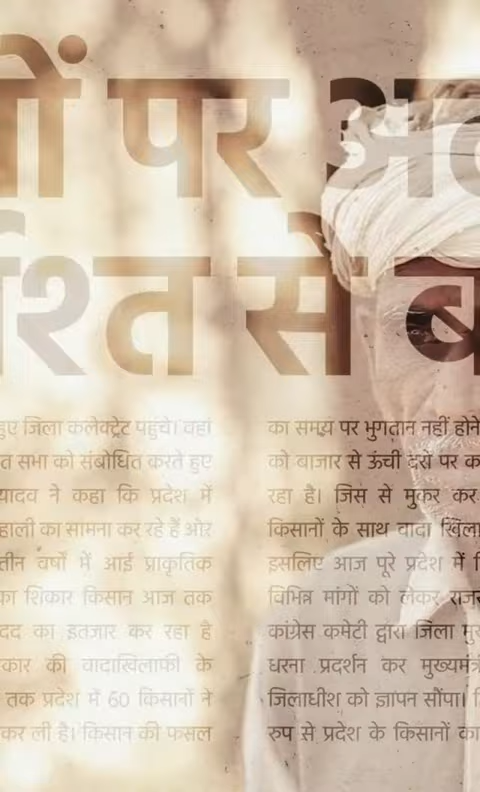 पर
से
हुए जिला कलेक्ट्रेट पहुंचे। वहां
त सभा को संबोधित करते हुए
यादव ने कहा कि प्रदेश में
हाली का सामना कर रहे हैं और
तीन वर्षों में आई प्राकृतिक
का शिकार किसान आज तक
दद का इंतजार कर रहा है
कार की वादाखिलाफी के
तक प्रदेश में 60 किसानों ने
कर ली है। किसान की फसल
का समय पर भुगतान नहीं होने
को बाजार से ऊंची दरों पर
रहा है। जिस से मुकर कर
किसानों के साथ वादा खिला
इसलिए आज पूरे प्रदेश में
विभिन्न मांगों को लेकर
कांग्रेस कमेटी द्वारा जिला
धरना प्रदर्शन कर मुख्यमंत्री
जिलाधीश को ज्ञापन सौंपा।
रुप से प्रदेश के किसानों का